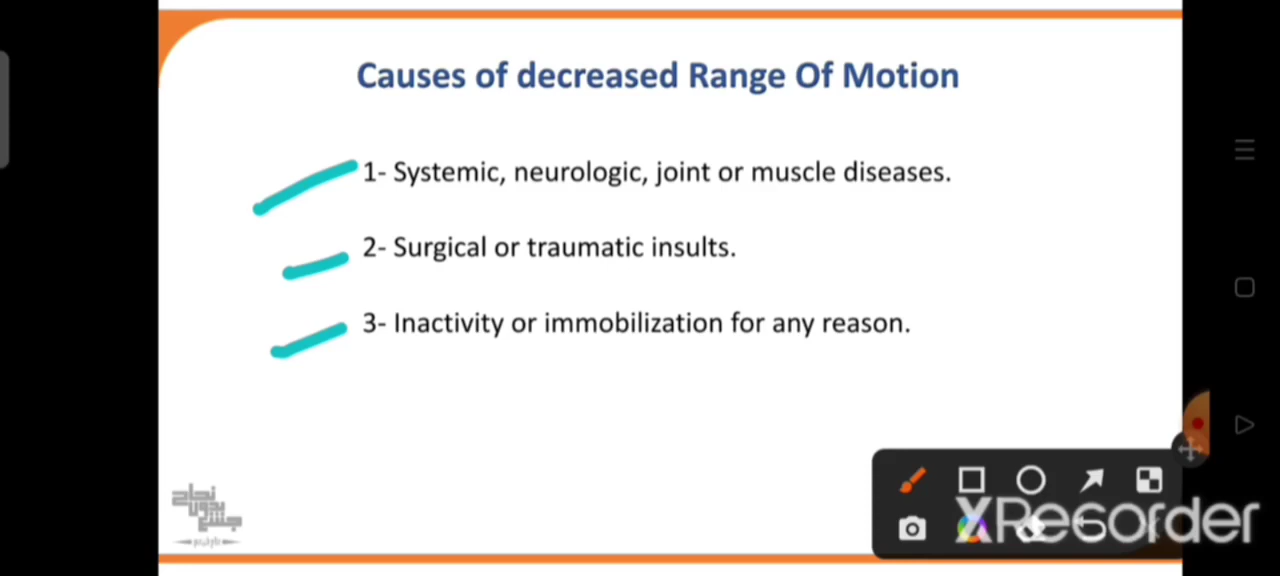 Causes of decreased Range Of Motion
1- Systemic, neurologic, joint or muscle diseases.
2- Surgical or traumatic insults.
3- Inactivity or immobilization for any reason.
XRecorder